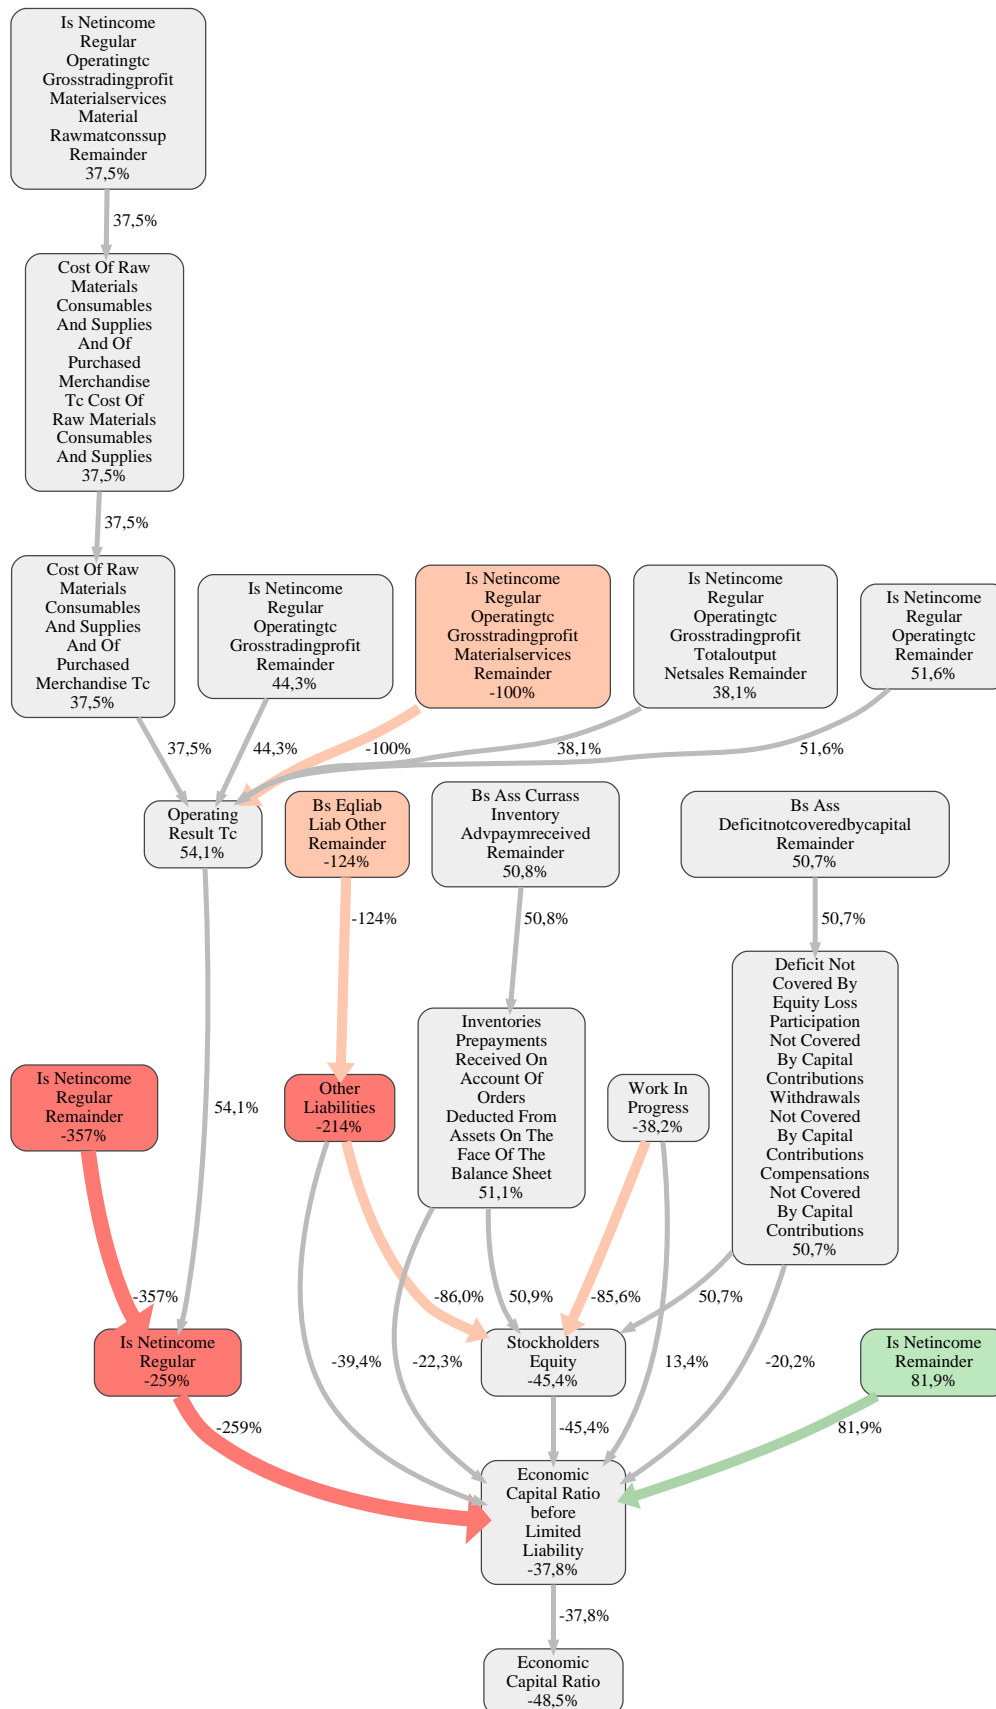 Is Netincome
Regular
Operatingtc
Grosstradingprofit
Materialservices
Material
Rawmatconssup
Remainder
37,5%
37,5%
Cost Of Raw
Materials
Consumables
And Supplies
And Of
Purchased
Merchandise
Tc Cost Of
Raw Materials
Consumables
And Supplies
37,5%
37,5%
Cost Of Raw
Materials
Consumables
And Supplies
And Of
Purchased
Merchandise Tc
37,5%
Is Netincome
Regular
Operatingtc
Grosstradingprofit
Remainder
44,3%
Is Netincome
Regular
Operatingtc
Grosstradingprofit
Materialservices
Remainder
-100%
Is Netincome
Regular
Operatingtc
Grosstradingprofit
Totaloutput
Netsales Remainder
38,1%
Is Netincome
Regular
Operatingtc
Remainder
51,6%
37,5%
44,3%
-100%
38,1%
51,6%
Operating
Result Tc
54,1%
Bs Eqliab
Liab Other
Remainder
-124%
Bs Ass Currass
Inventory
Advpaymreceived
Remainder
50,8%
Bs Ass
Deficitnotcoveredbycapital
Remainder
50,7%
-124%
50,8%
50,7%
Is Netincome
Regular
Remainder
-357%
54,1%
Other
Liabilities
-214%
Inventories
Prepayments
Received On
Account Of
Orders
Deducted From
Assets On The
Face Of The
Balance Sheet
51,1%
Work In
Progress
-38,2%
Deficit Not
Covered By
Equity Loss
Participation
Not Covered
By Capital
Contributions
Withdrawals
Not Covered
By Capital
Contributions
Compensations
Not Covered
By Capital
Contributions
50,7%
-357%
-86,0%
50,9%
-85,6%
50,7%
Is Netincome
Regular
-259%
-39,4%
-22,3%
Stockholders
Equity
-45,4%
13,4%
-20,2%
Is Netincome
Remainder
81,9%
-259%
-45,4%
81,9%
Economic
Capital Ratio
before
Limited
Liability
-37,8%
-37,8%
Economic
Capital Ratio
-48,5%